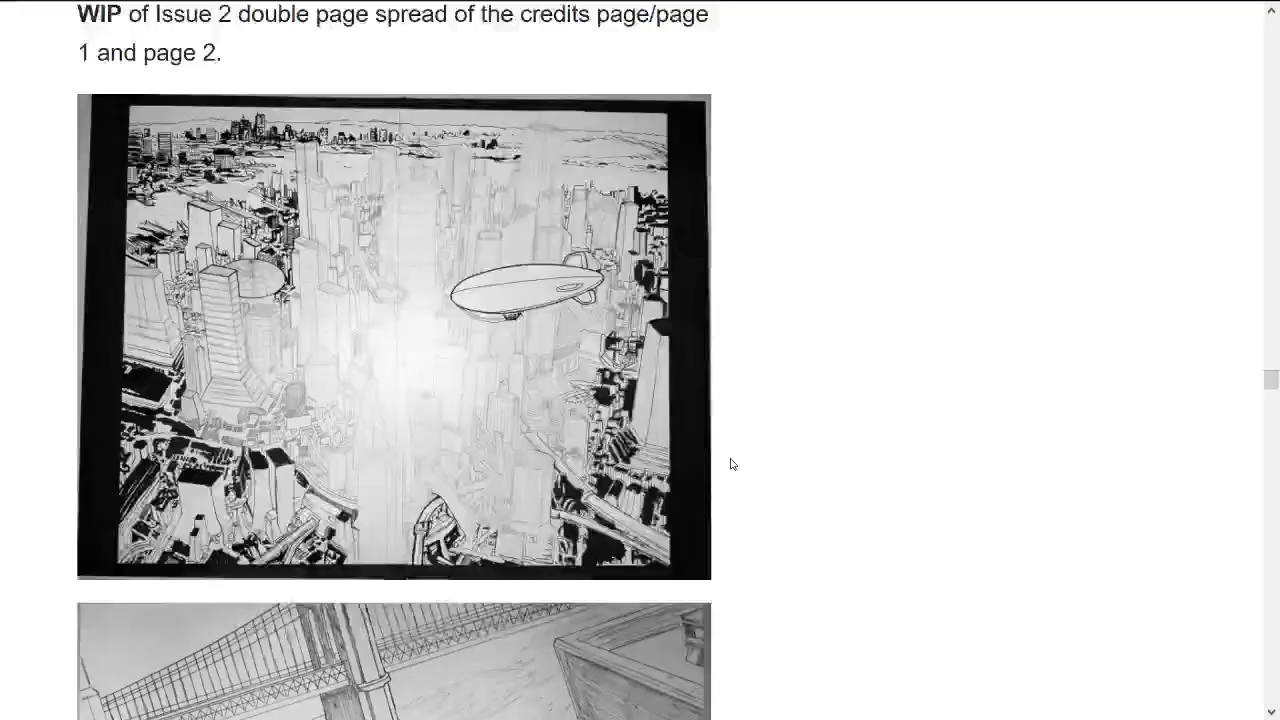 WIP of Issue 2 double page spread of the credits page/page
1 and page 2.